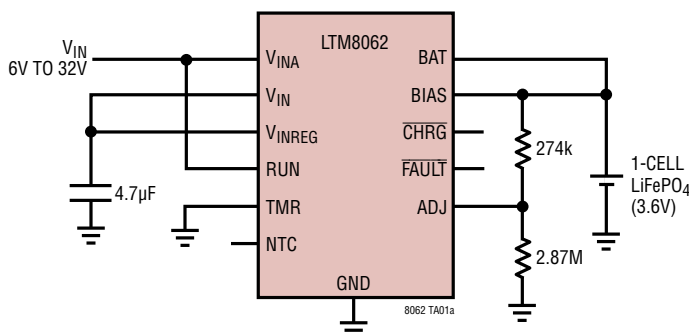 LTM8062
VIN
6V TO 32V
VINA
BAT
VIN
BIAS
VINREG
CHRG
274k
RUN
FAULT
1-CELL
LiFePO4
(3.6V)
4.7µF
TMR
ADJ
NTC
2.87M
GND
8062 TA01a